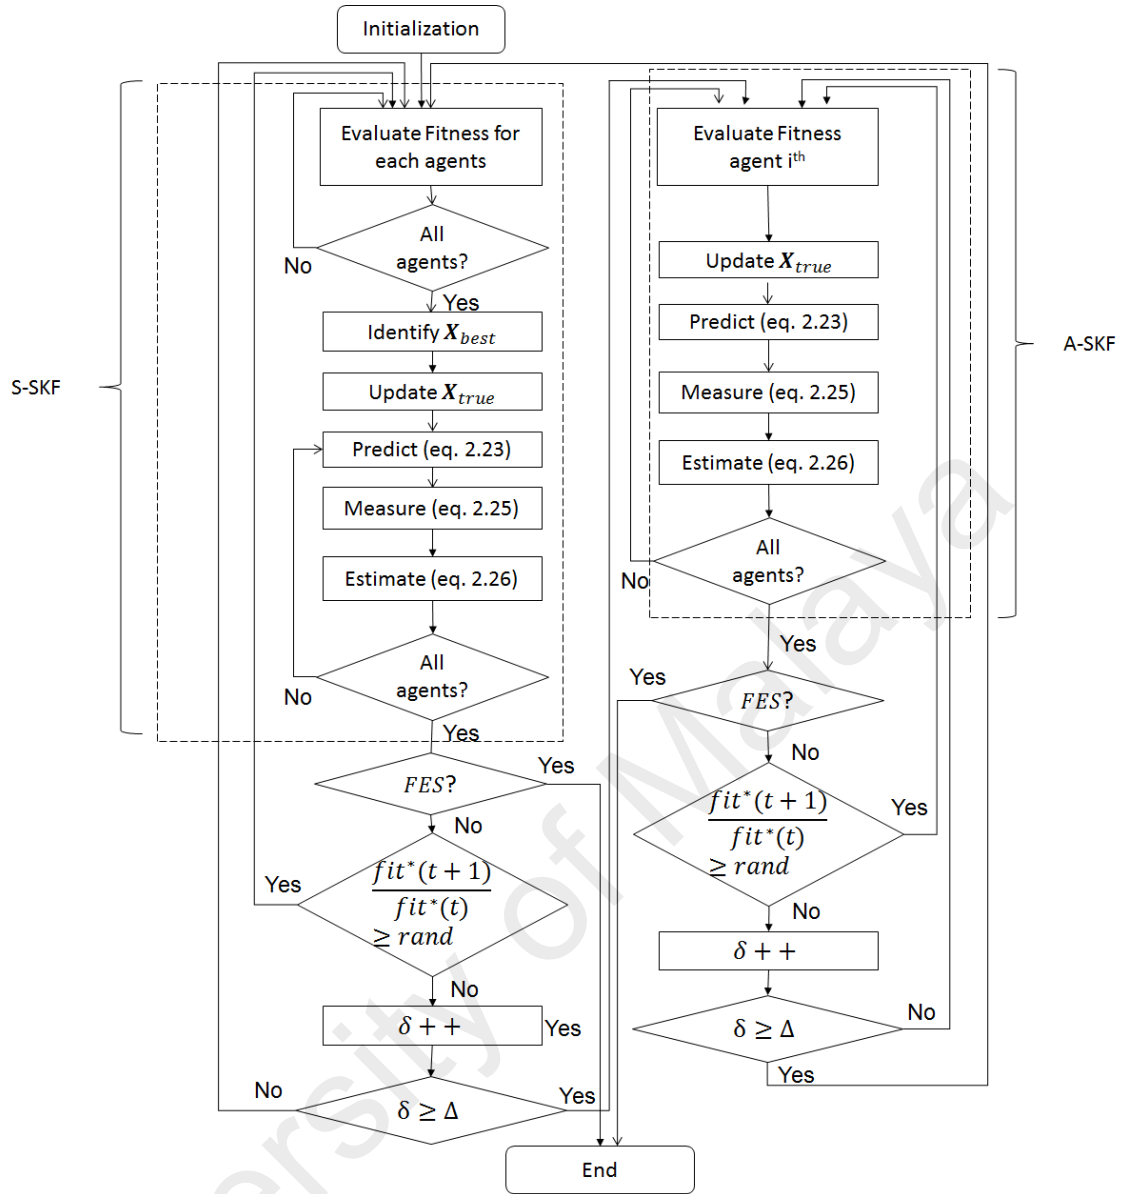 Initialization
Evaluate Fitness for
each agents
All
agents?
No
Yes
Identify X_best
Update X_true
Predict (eq. 2.23)
Measure (eq. 2.25)
Estimate (eq. 2.26)
All
agents?
No
Yes
FES?
Yes
No
fit*(t + 1)
fit*(t)
≥ rand
Yes
No
δ + +
Yes
δ ≥ Δ
No
Yes
S-SKF
Evaluate Fitness
agent iᵗʰ
Update X_true
Predict (eq. 2.23)
Measure (eq. 2.25)
Estimate (eq. 2.26)
All
agents?
No
Yes
FES?
Yes
No
fit*(t + 1)
fit*(t)
≥ rand
Yes
No
δ + +
δ ≥ Δ
No
Yes
A-SKF
End
ersity of Malaya